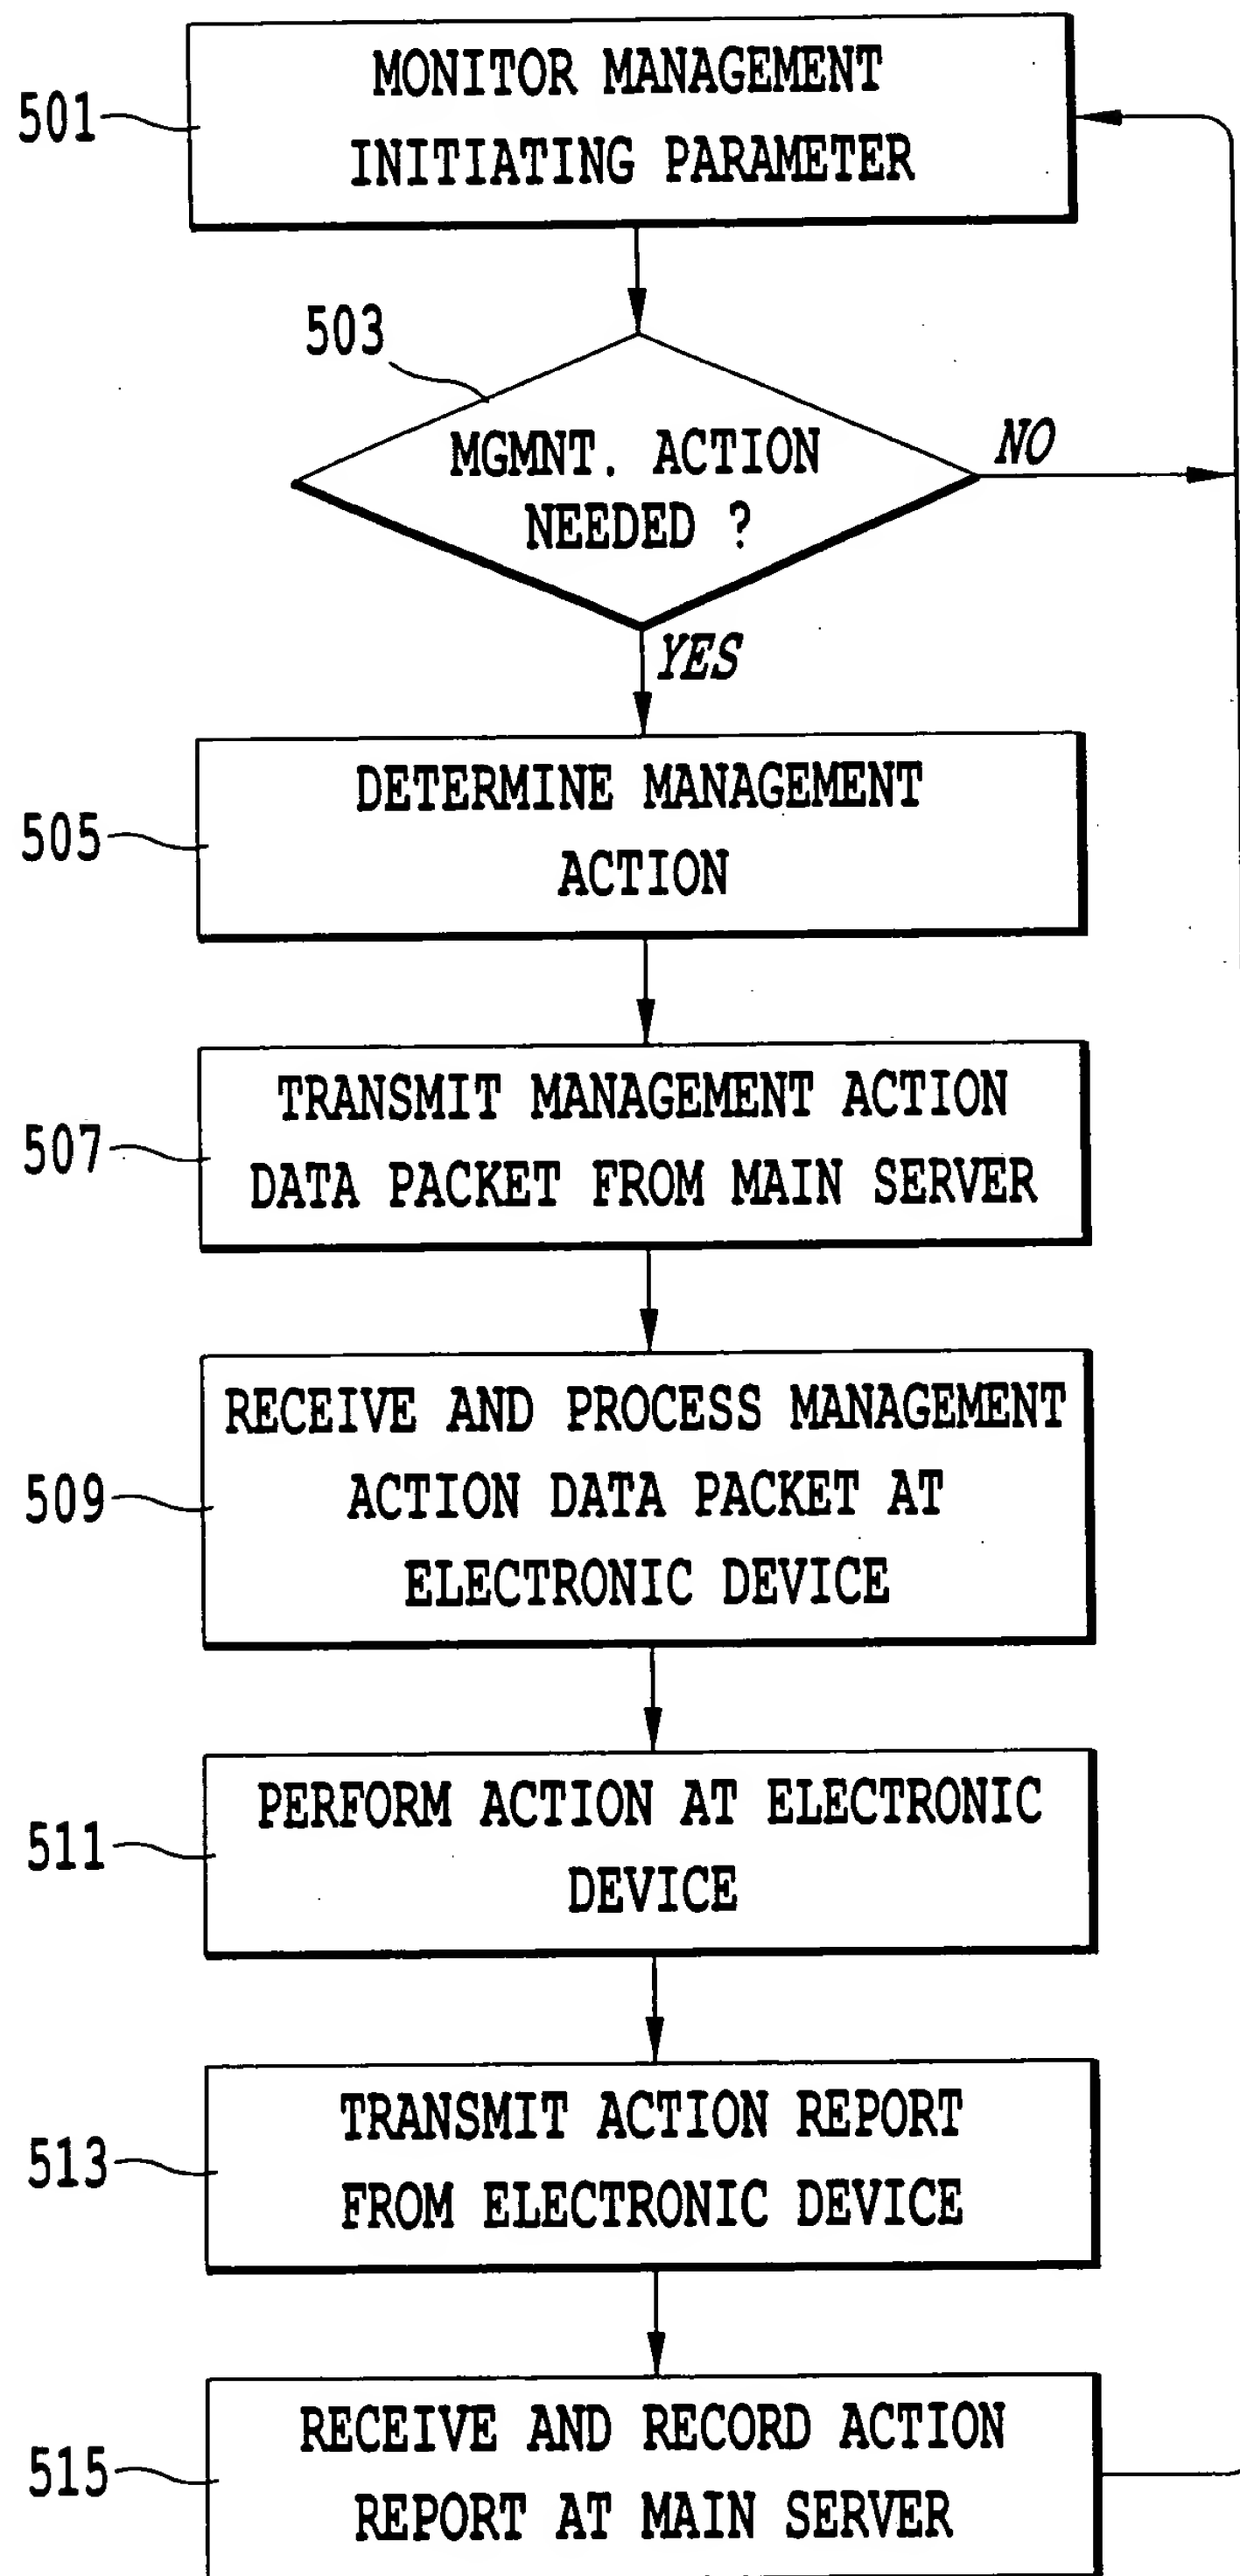 MONITOR MANAGEMENT
INITIATING PARAMETER
501
503
MGMNT. ACTION
NEEDED ?
NO
YES
DETERMINE MANAGEMENT
ACTION
505
TRANSMIT MANAGEMENT ACTION
DATA PACKET FROM MAIN SERVER
507
RECEIVE AND PROCESS MANAGEMENT
ACTION DATA PACKET AT
ELECTRONIC DEVICE
509
PERFORM ACTION AT ELECTRONIC
DEVICE
511
TRANSMIT ACTION REPORT
FROM ELECTRONIC DEVICE
513
RECEIVE AND RECORD ACTION
REPORT AT MAIN SERVER
515